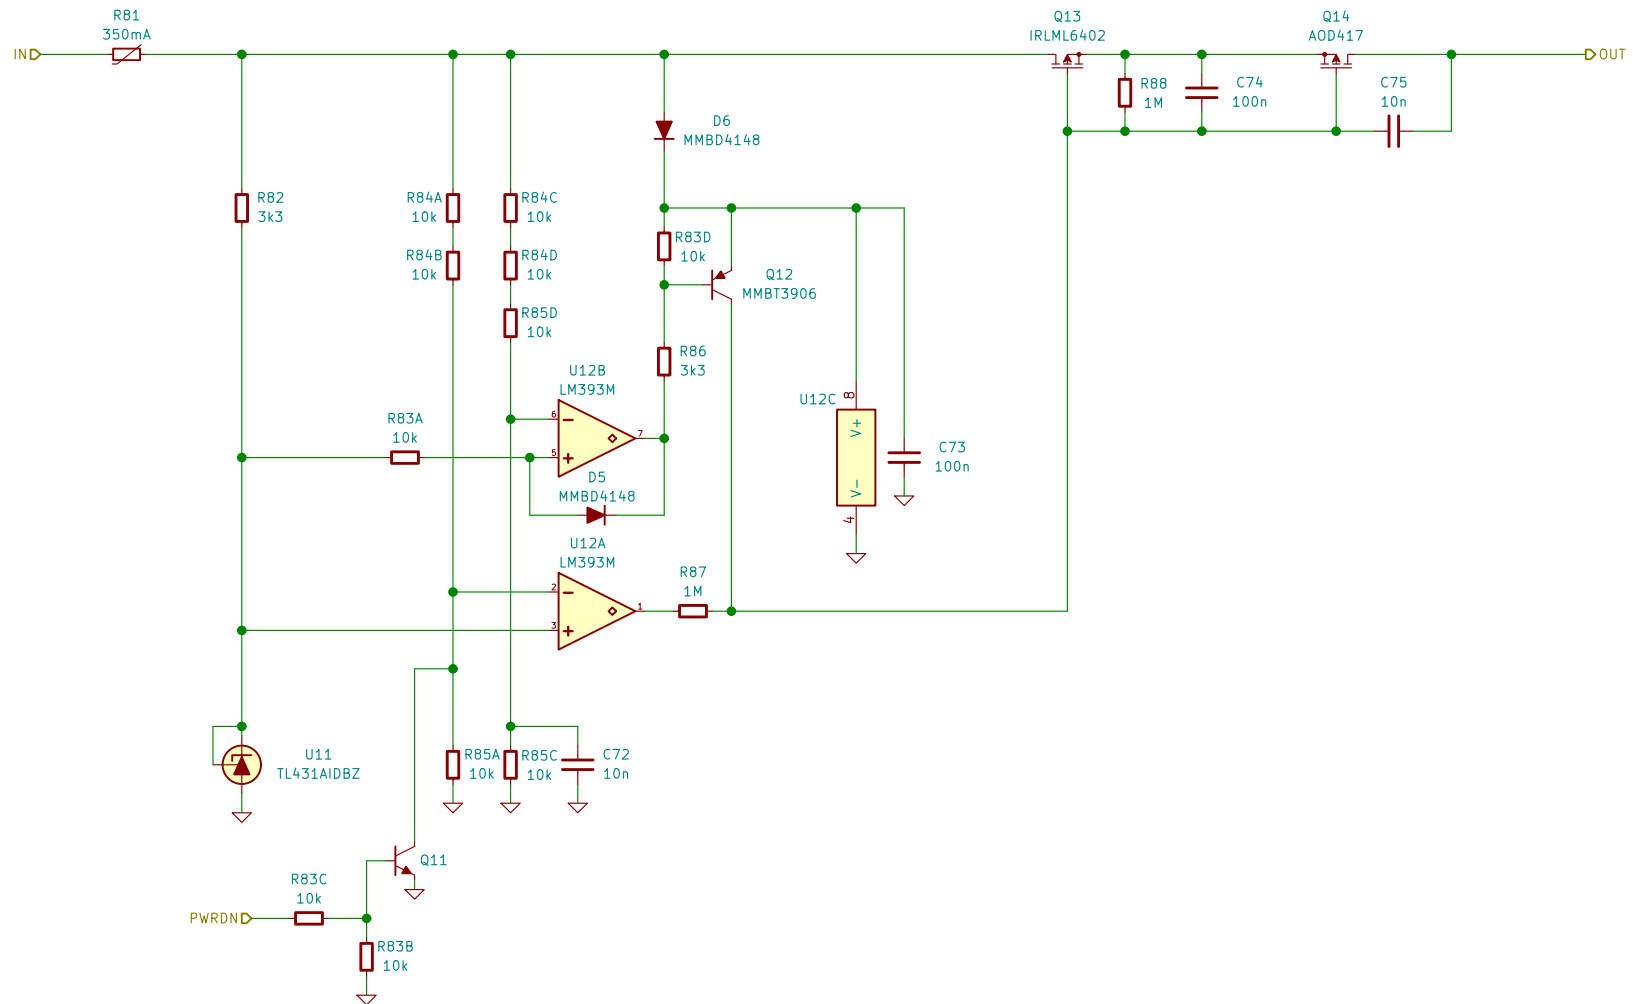 R81
350mA
IN
Q13
IRLML6402
Q14
AOD417
OUT
R88
1M
C74
100n
C75
10n
D6
MMBD4148
R82
3k3
R84A
10k
R84C
10k
R84B
10k
R84D
10k
R83D
10k
Q12
MMBT3906
R85D
10k
R86
3k3
U12B
LM393M
6
7
5
R83A
10k
D5
MMBD4148
U12C
8
V+
V-
4
C73
100n
U12A
LM393M
2
1
3
R87
1M
U11
TL431AIDBZ
R85A
10k
R85C
10k
C72
10n
Q11
R83C
10k
PWRDN
R83B
10k